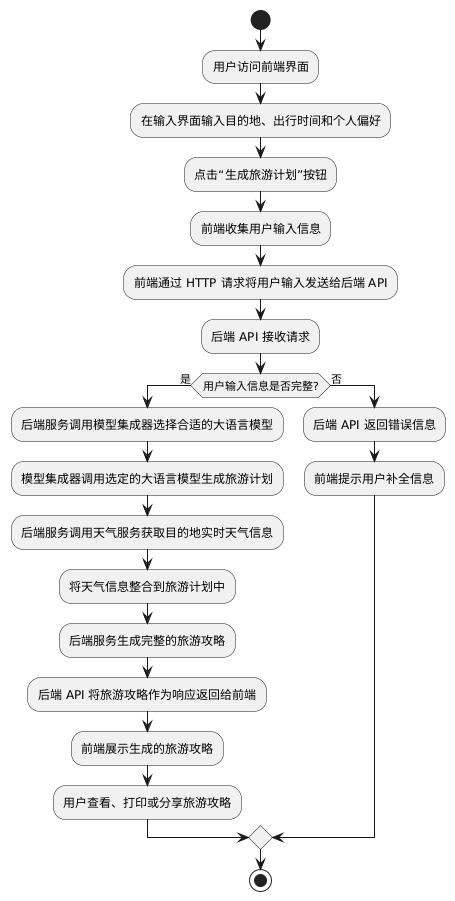 用户访问前端界面
在输入界面输入目的地、出行时间和个人偏好
点击“生成旅游计划”按钮
前端收集用户输入信息
前端通过 HTTP 请求将用户输入发送给后端 API
后端 API 接收请求
用户输入信息是否完整?
是
否
后端服务调用模型集成器选择合适的大语言模型
模型集成器调用选定的大语言模型生成旅游计划
后端服务调用天气服务获取目的地实时天气信息
将天气信息整合到旅游计划中
后端服务生成完整的旅游攻略
后端 API 将旅游攻略作为响应返回给前端
前端展示生成的旅游攻略
用户查看、打印或分享旅游攻略
后端 API 返回错误信息
前端提示用户补全信息